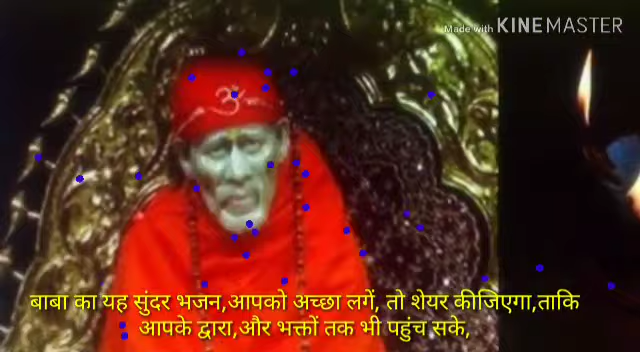 Made with KINEMASTER
ॐ
बाबा का यह सुंदर भजन,आपको अच्छा लगें, तो शेयर कीजिएगा,ताकि
आपके द्वारा,और भक्तों तक भी पहुंच सके,